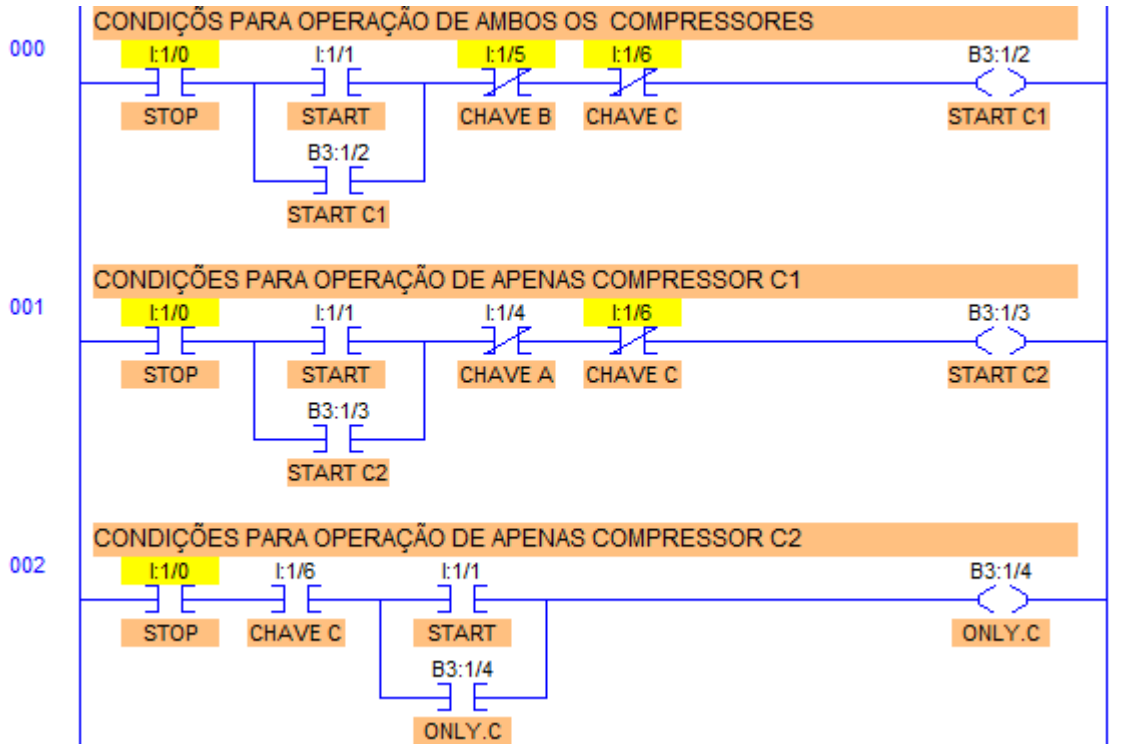 CONDIÇÕS PARA OPERAÇÃO DE AMBOS OS COMPRESSORES
000
I:1/0 I:1/1 I:1/5 I:1/6 B3:1/2
STOP START CHAVE B CHAVE C START C1
B3:1/2
START C1
CONDIÇÕES PARA OPERAÇÃO DE APENAS COMPRESSOR C1
001
I:1/0 I:1/1 I:1/4 I:1/6 B3:1/3
STOP START CHAVE A CHAVE C START C2
B3:1/3
START C2
CONDIÇÕES PARA OPERAÇÃO DE APENAS COMPRESSOR C2
002
I:1/0 I:1/6 I:1/1 B3:1/4
STOP CHAVE C START ONLY.C
B3:1/4
ONLY.C